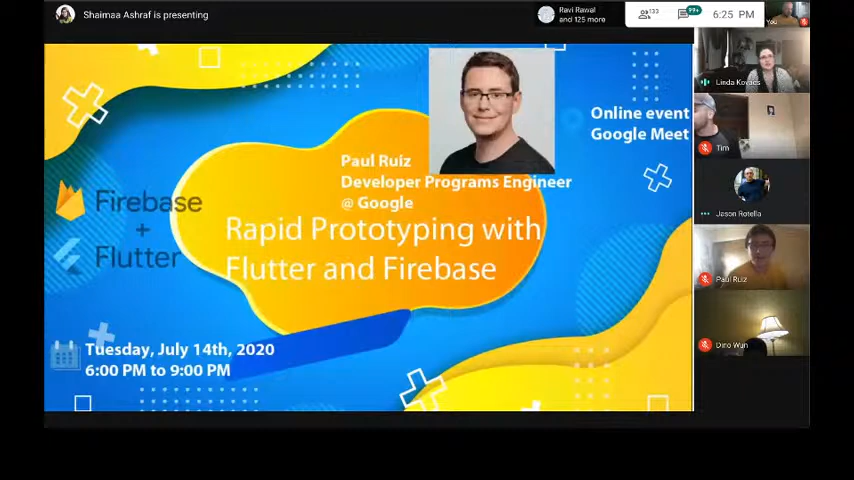 Shaimaa Ashraf is presenting
Ravi Rawal
and 125 more
133
99+
6:25 PM
You
Linda Kovacs
Tim
Jason Rotella
Paul Ruiz
Dino Wun
Online event
Google Meet
Paul Ruiz
Developer Programs Engineer
@ Google
Firebase
+
Flutter
Rapid Prototyping with
Flutter and Firebase
Tuesday, July 14th, 2020
6:00 PM to 9:00 PM